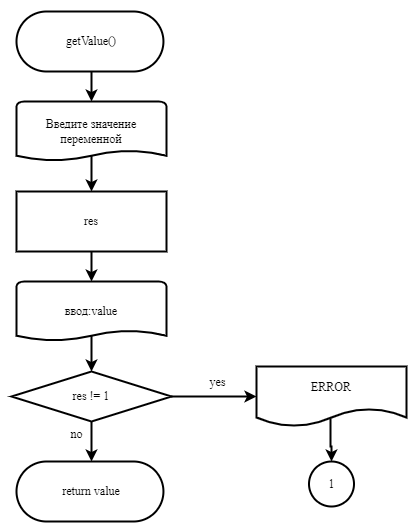 getValue()
Введите значение
переменной
res
ввод:value
res != 1
yes
ERROR
no
return value
1